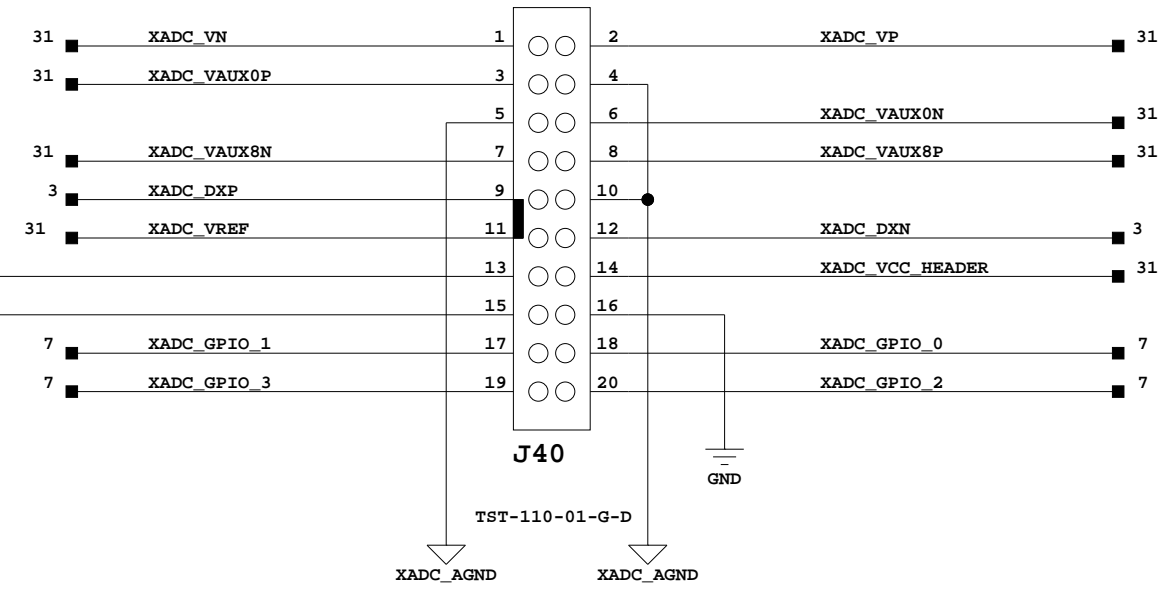 31 XADC_VN 1 2 XADC_VP 31
31 XADC_VAUX0P 3 4
5 6 XADC_VAUX0N 31
31 XADC_VAUX8N 7 8 XADC_VAUX8P 31
3 XADC_DXP 9 10
31 XADC_VREF 11 12 XADC_DXN 3
13 14 XADC_VCC_HEADER 31
15 16
7 XADC_GPIO_1 17 18 XADC_GPIO_0 7
7 XADC_GPIO_3 19 20 XADC_GPIO_2 7
J40
GND
TST-110-01-G-D
XADC_AGND XADC_AGND